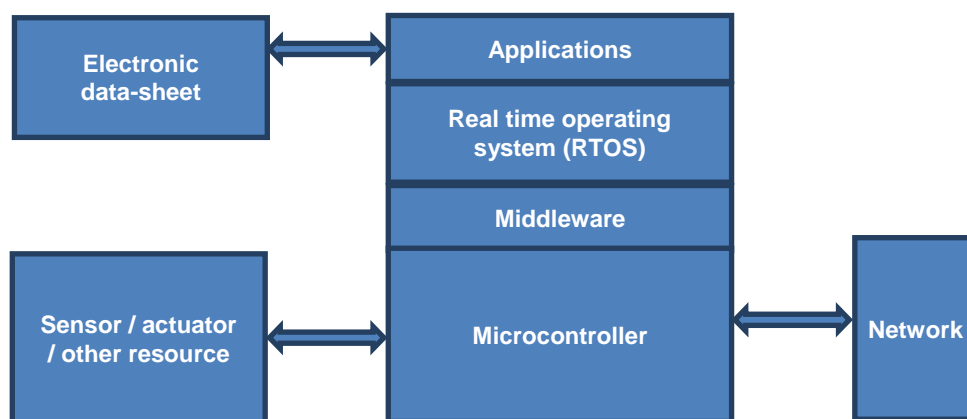 Electronic
data-sheet
Applications
Real time operating
system (RTOS)
Middleware
Sensor / actuator
/ other resource
Microcontroller
Network